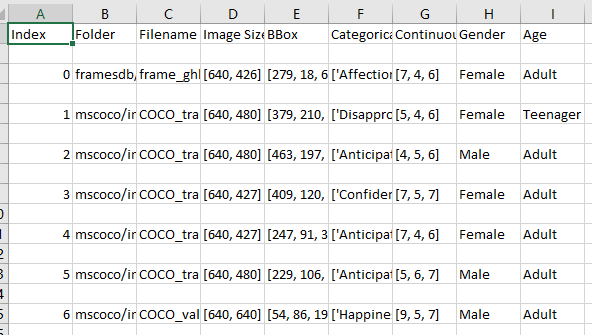 A B C D E F G H I
Index Folder Filename Image Size BBox Categorica Continuou Gender Age
0 framesdb, frame_ghl [640, 426] [279, 18, 6 ['Affection [7, 4, 6] Female Adult
1 mscoco/ir COCO_tra [640, 480] [379, 210, ['Disappro [5, 4, 6] Female Teenager
2 mscoco/ir COCO_tra [640, 480] [463, 197, ['Anticipat [4, 5, 6] Male Adult
3 mscoco/ir COCO_tra [640, 427] [409, 120, ['Confiden [7, 5, 7] Female Adult
4 mscoco/ir COCO_tra [640, 427] [247, 91, 3 ['Anticipat [7, 4, 6] Female Adult
5 mscoco/ir COCO_tra [640, 480] [229, 106, ['Anticipat [5, 6, 7] Male Adult
6 mscoco/ir COCO_val [640, 640] [54, 86, 19 ['Happine [9, 5, 7] Male Adult